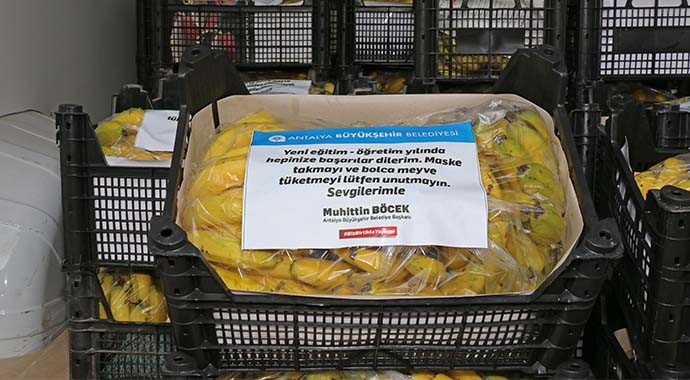 ANTALYA BÜYÜKŞEHİR BELEDİYESİ
Yeni eğitim - öğretim yılında
hepinize başarılar dilerim. Maske
takmayı ve bolca meyve
tüketmeyi lütfen unutmayın.
Sevgilerimle
Muhittin BÖCEK
Antalya Büyükşehir Belediye Başkanı